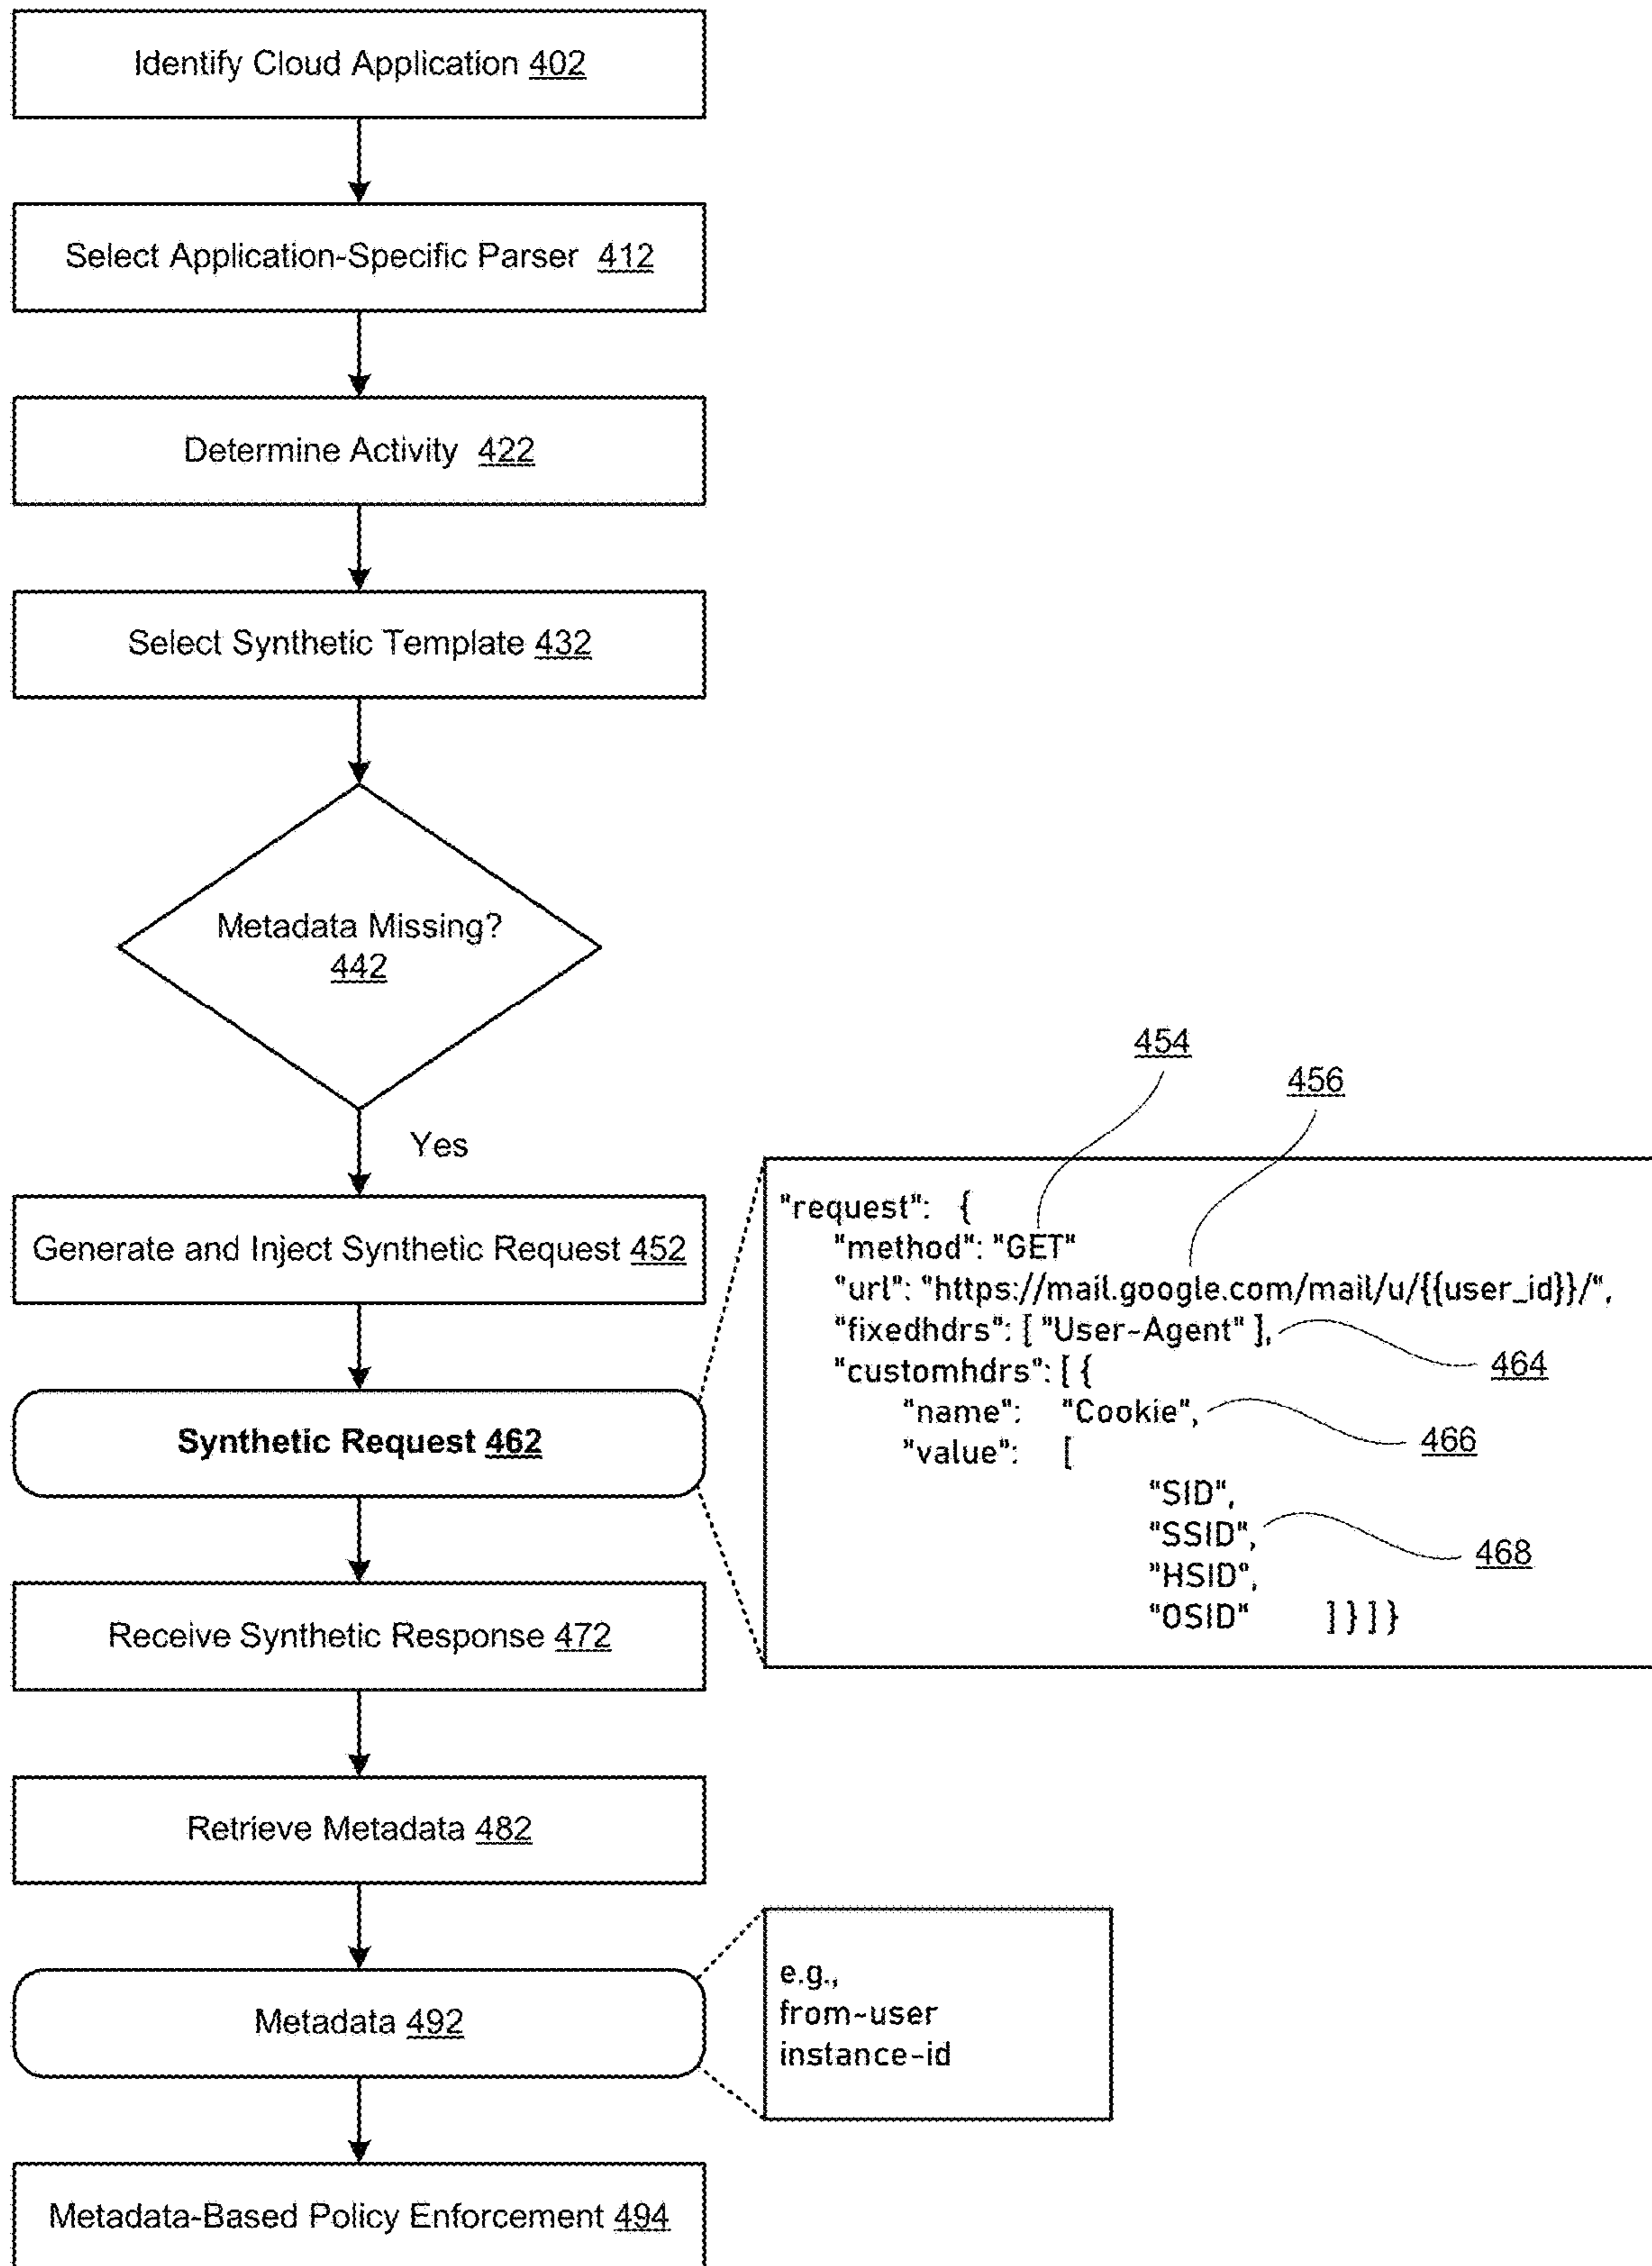 Identify Cloud Application 402
Select Application-Specific Parser 412
Determine Activity 422
Select Synthetic Template 432
Metadata Missing?
442
Yes
454
456
Generate and Inject Synthetic Request 452
"request": {
"method": "GET"
"url": "https://mail.google.com/mail/u/{{user_id}}/",
"fixedhdrs": [ "User-Agent" ],
464
"customhdrs": [ {
"name": "Cookie",
466
"value": [
"SID",
"SSID",
468
"HSID",
"OSID" ] } ] }
Synthetic Request 462
Receive Synthetic Response 472
Retrieve Metadata 482
Metadata 492
e.g.,
from-user
instance-id
Metadata-Based Policy Enforcement 494